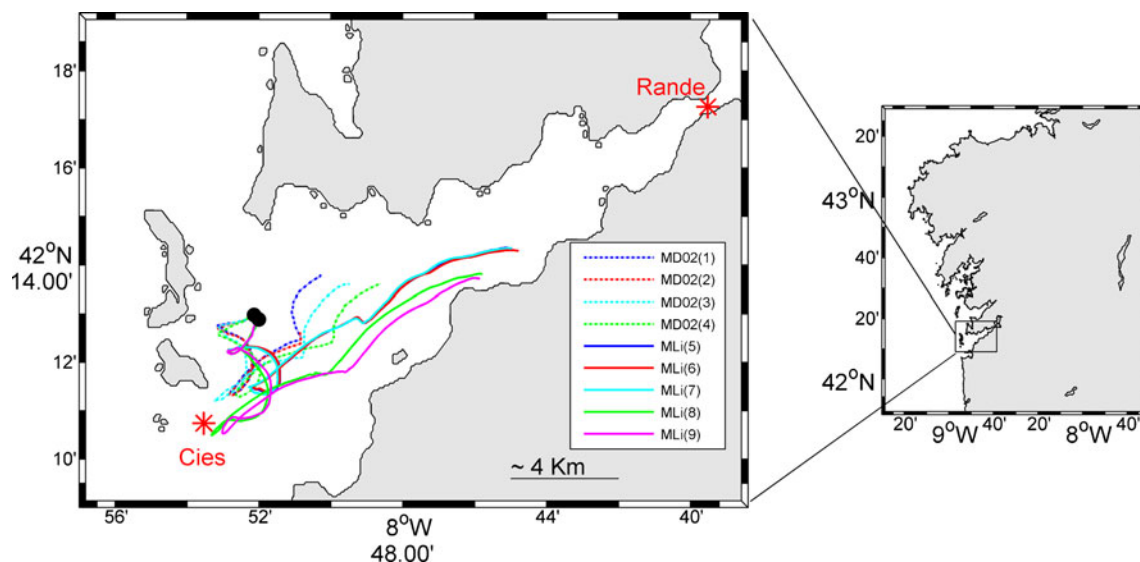 18'
16'
42°N
14.00'
12'
10'
56'
52'
8°W
48.00'
44'
40'
Rande
Cies
MD02(1)
MD02(2)
MD02(3)
MD02(4)
MLi(5)
MLi(6)
MLi(7)
MLi(8)
MLi(9)
~ 4 Km
20'
43°N
40'
20'
42°N
20'
9°W
40'
20'
8°W
40'